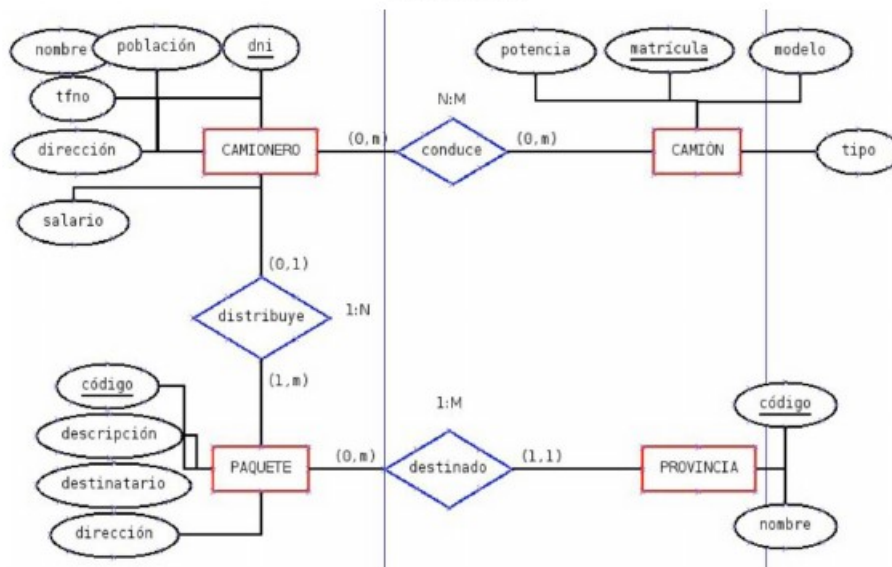 nombre
población
dni
tfno
dirección
salario
CAMIONERO
(0,m)
N:M
conduce
(0,m)
potencia
matrícula
modelo
CAMIÓN
tipo
(0,1)
distribuye
1:N
(1,m)
código
descripción
destinatario
dirección
PAQUETE
(0,m)
1:M
destinado
(1,1)
PROVINCIA
código
nombre